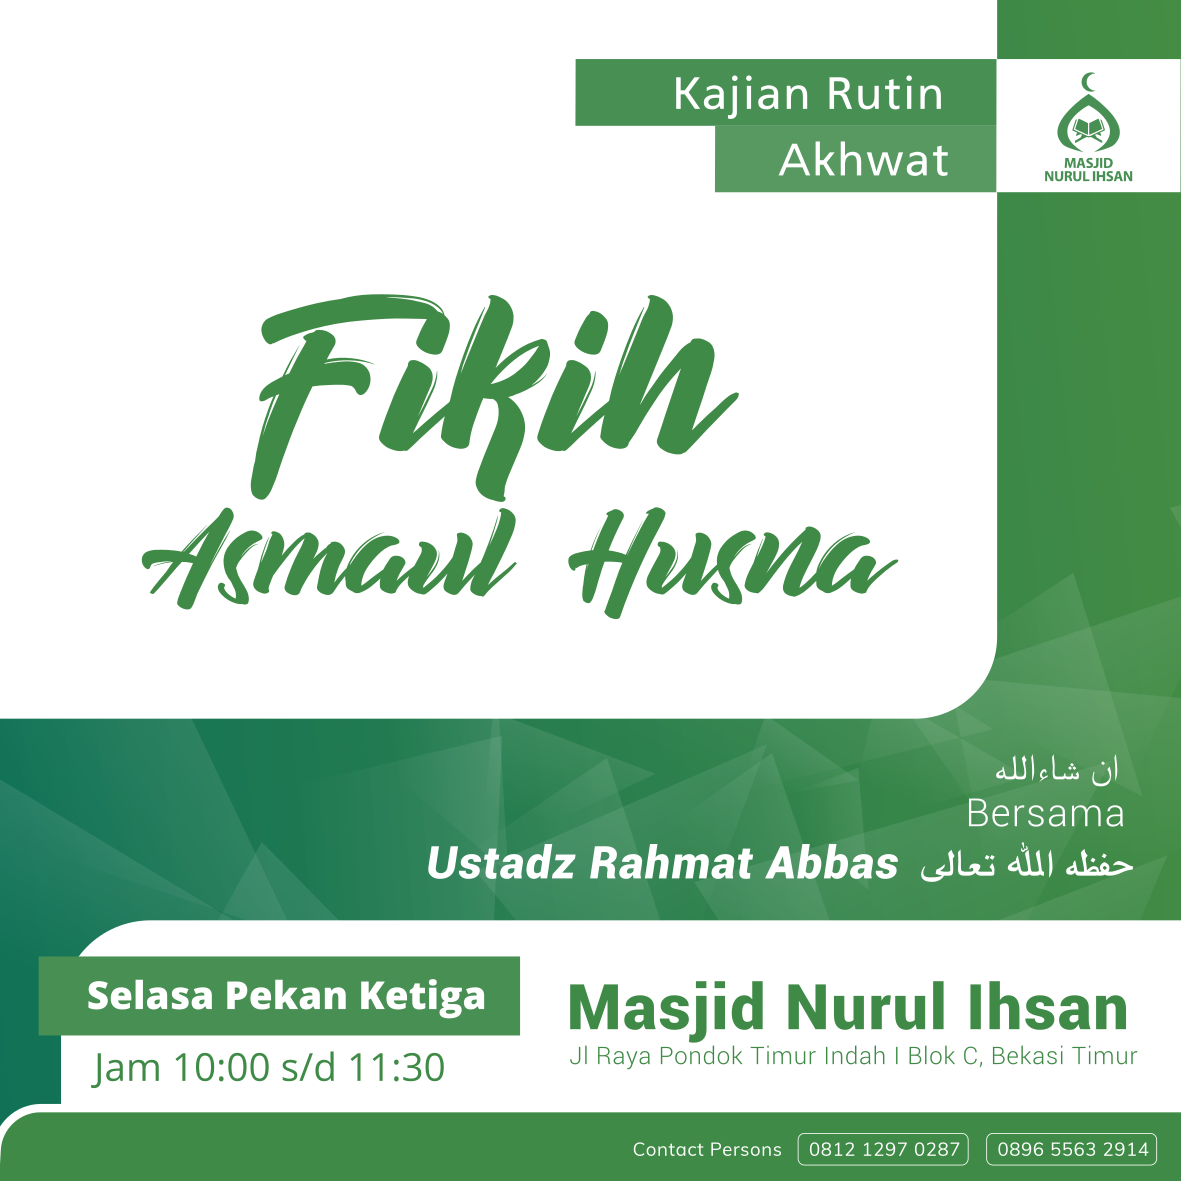 Kajian Rutin
Akhwat
MASJID
NURUL IHSAN
Fikih
Asmaul Husna
ان شاءالله
Bersama
Ustadz Rahmat Abbas حفظه الله تعالى
Selasa Pekan Ketiga
Jam 10:00 s/d 11:30
Masjid Nurul Ihsan
Jl Raya Pondok Timur Indah I Blok C, Bekasi Timur
Contact Persons 0812 1297 0287 0896 5563 2914